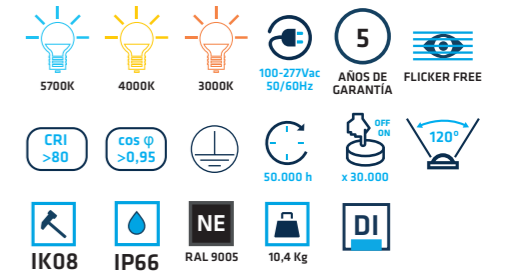 5700K
4000K
3000K
100-277Vac
50/60Hz
5
AÑOS DE
GARANTÍA
FLICKER FREE
CRI
>80
cos φ
>0,95
50.000 h
OFF
ON
x 30.000
120°
IK08
IP66
NE
RAL 9005
10,4 Kg
DI